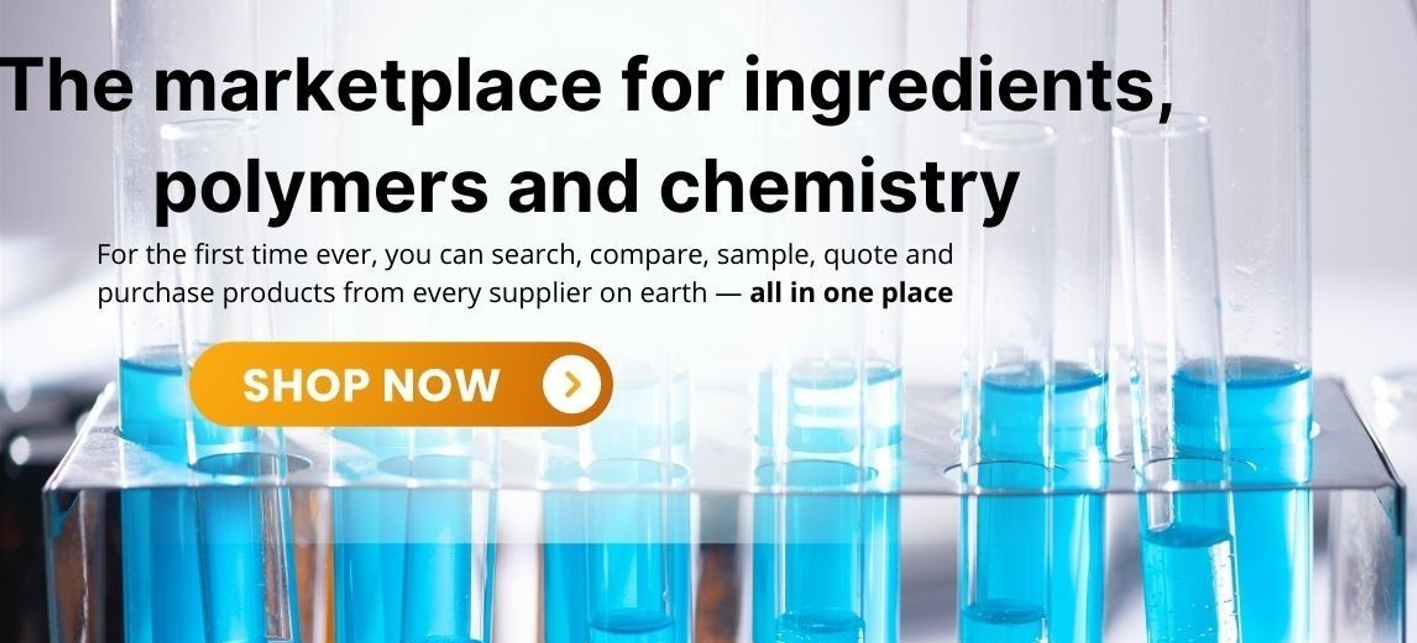 The marketplace for ingredients,
polymers and chemistry
For the first time ever, you can search, compare, sample, quote and
purchase products from every supplier on earth — all in one place
SHOP NOW